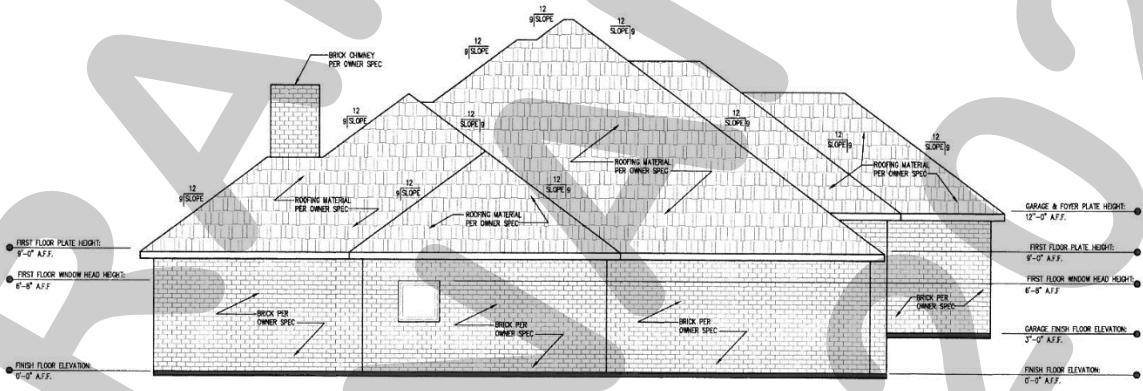 12
9 SLOPE
12
SLOPE 9
12
9 SLOPE
BRICK CHIMNEY
PER OWNER SPEC
12
9 SLOPE
12
SLOPE 9
12
SLOPE 9
12
SLOPE 9
12
SLOPE 9
ROOFING MATERIAL
PER OWNER SPEC
ROOFING MATERIAL
PER OWNER SPEC
12
9 SLOPE
12
9 SLOPE
12
SLOPE 9
ROOFING MATERIAL
PER OWNER SPEC
ROOFING MATERIAL
PER OWNER SPEC
GARAGE & FOYER PLATE HEIGHT:
12'-0" A.F.F.
FIRST FLOOR PLATE HEIGHT:
9'-0" A.F.F.
FIRST FLOOR PLATE HEIGHT:
9'-0" A.F.F.
FIRST FLOOR WINDOW HEAD HEIGHT:
6'-8" A.F.F
FIRST FLOOR WINDOW HEAD HEIGHT:
6'-8" A.F.F
BRICK PER
OWNER SPEC
BRICK PER
OWNER SPEC
BRICK PER
OWNER SPEC
BRICK PER
OWNER SPEC
GARAGE FINISH FLOOR ELEVATION:
3"-0" A.F.F.
FINISH FLOOR ELEVATION:
0'-0" A.F.F.
FINISH FLOOR ELEVATION:
0'-0" A.F.F.